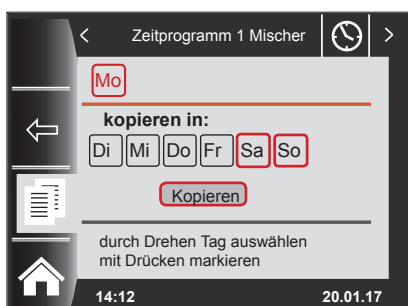 < Zeitprogramm 1 Mischer >
Mo
kopieren in:
Di Mi Do Fr Sa So
Kopieren
durch Drehen Tag auswählen
mit Drücken markieren
14:12 20.01.17